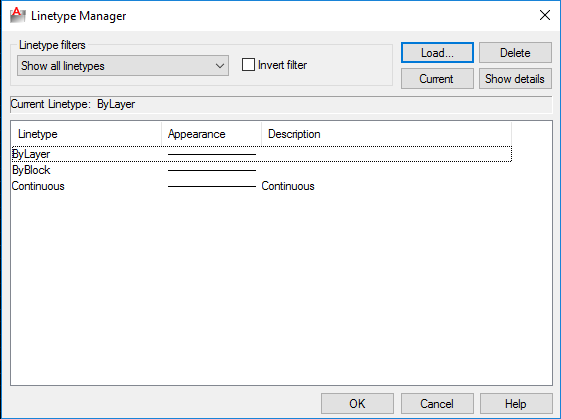 Linetype Manager
Linetype filters
Show all linetypes
Invert filter
Load...
Delete
Current
Show details
Current Linetype: ByLayer
Linetype Appearance Description
ByLayer
ByBlock
Continuous Continuous
OK Cancel Help